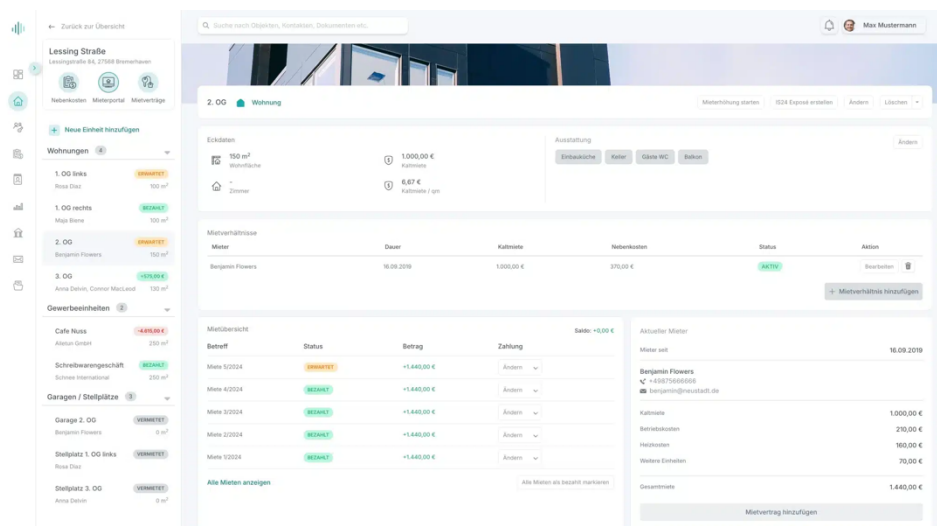 Zurück zur Übersicht
Suche nach Objekten, Kontakten, Dokumenten etc.
Max Mustermann
Lessing Straße
Lessingstraße 84, 27568 Bremerhaven
Nebenkosten Mieterportal Mietverträge
Neue Einheit hinzufügen
Wohnungen 4
1. OG links ERWARTET
Rosa Diaz 100 m²
1. OG rechts BEZAHLT
Maja Biene 100 m²
2. OG ERWARTET
Benjamin Flowers 150 m²
3. OG +575,00 €
Anna Delvin, Connor MacLeod 130 m²
Gewerbeeinheiten 2
Cafe Nuss -4.615,00 €
Atelun GmbH 250 m²
Schreibwarengeschäft BEZAHLT
Schnee International 250 m²
Garagen / Stellplätze 3
Garage 2. OG VERMIETET
Benjamin Flowers 0 m²
Stellplatz 1. OG links VERMIETET
Rosa Diaz
Stellplatz 3. OG VERMIETET
Anna Delvin 0 m²
2. OG Wohnung
Mieterhöhung starten IS24 Exposé erstellen Ändern Löschen
Eckdaten
150 m²
Wohnfläche
1.000,00 €
Kaltmiete
-
Zimmer
6,67 €
Kaltmiete / qm
Ausstattung Ändern
Einbauküche Keller Gäste WC Balkon
Mietverhältnisse
Mieter Dauer Kaltmiete Nebenkosten Status Aktion
Benjamin Flowers 16.09.2019 1.000,00 € 370,00 € AKTIV Bearbeiten
+ Mietverhältnis hinzufügen
Mietübersicht Saldo: +0,00 €
Betreff Status Betrag Zahlung
Miete 5/2024 ERWARTET +1.440,00 € Ändern
Miete 4/2024 BEZAHLT +1.440,00 € Ändern
Miete 3/2024 BEZAHLT +1.440,00 € Ändern
Miete 2/2024 BEZAHLT +1.440,00 € Ändern
Miete 1/2024 BEZAHLT +1.440,00 € Ändern
Alle Mieten anzeigen Alle Mieten als bezahlt markieren
Aktueller Mieter
Mieter seit 16.09.2019
Benjamin Flowers
+49875666666
benjamin@neustadt.de
Kaltmiete 1.000,00 €
Betriebskosten 210,00 €
Heizkosten 160,00 €
Weitere Einheiten 70,00 €
Gesamtmiete 1.440,00 €
Mietvertrag hinzufügen